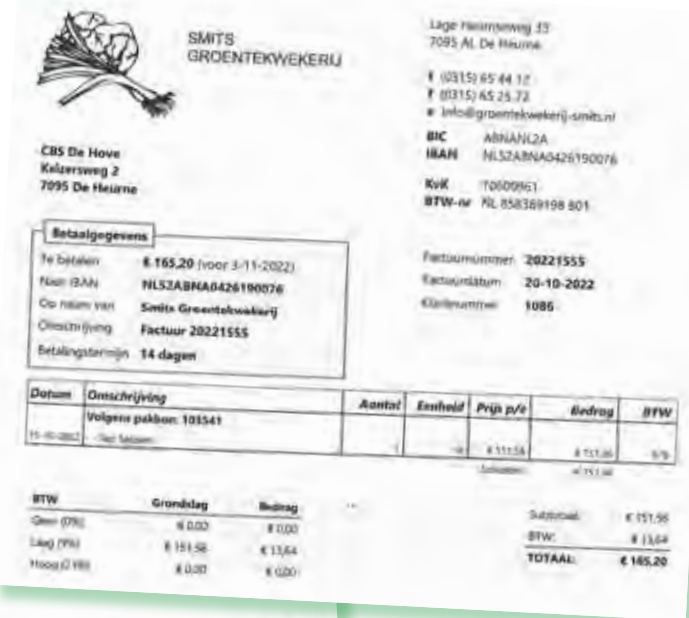 SMITS
GROENTEKWEKERIJ
Lage Heurnseweg 33
7095 AL De Heurne
t (0315) 65 44 12
f (0315) 65 25 72
e info@groentekwekerij-smits.nl
BIC ABNANL2A
IBAN NL52ABNA0426190076
KvK
BTW-nr NL 858369198 B01
CBS De Hove
Keizersweg 2
7095 De Heurne
Betaalgegevens
Te betalen € 165,20 (voor 3-11-2022)
Naar IBAN NL52ABNA0426190076
Op naam van Smits Groentekwekerij
Omschrijving Factuur 20221555
Betalingstermijn 14 dagen
Factuurnummer 20221555
Factuurdatum 20-10-2022
Klantnummer 1086
Datum Omschrijving Aantal Eenheid Prijs p/e Bedrag BTW
Volgens pakbon: 103541
€ 151,56 € 151,56
€ 151,56
BTW Grondslag Bedrag
Geen (0%) € 0,00 € 0,00
Laag (9%) € 151,56 € 13,64
Hoog (21%) € 0,00 € 0,00
Subtotaal: € 151,56
BTW: € 13,64
TOTAAL: € 165,20